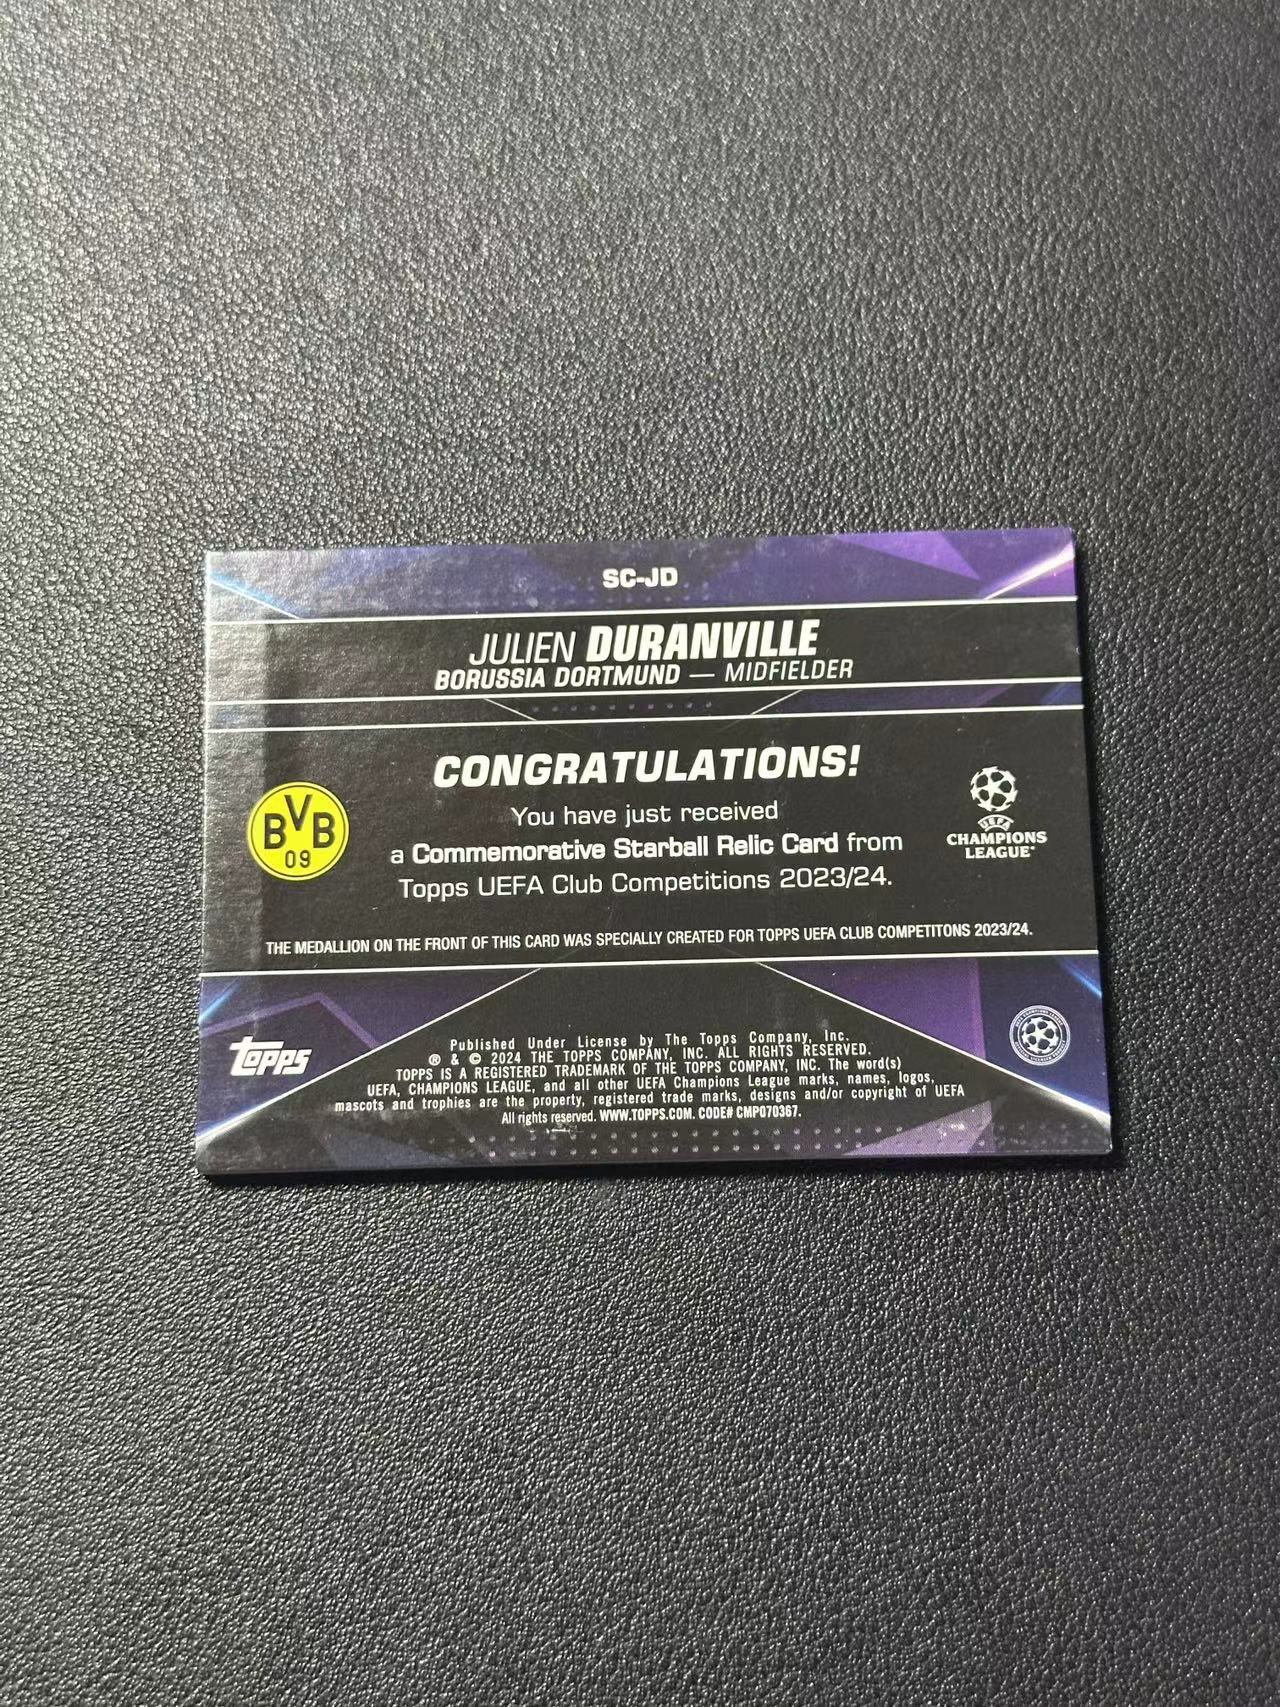 SC-JD
JULIEN DURANVILLE
BORUSSIA DORTMUND — MIDFIELDER
CONGRATULATIONS!
You have just received
a Commemorative Starball Relic Card from
Topps UEFA Club Competitions 2023/24.
BVB
09
UEFA
CHAMPIONS
LEAGUE®
THE MEDALLION ON THE FRONT OF THIS CARD WAS SPECIALLY CREATED FOR TOPPS UEFA CLUB COMPETITONS 2023/24.
topps
Published Under License by The Topps Company, Inc.
® & © 2024 THE TOPPS COMPANY, INC. ALL RIGHTS RESERVED.
TOPPS IS A REGISTERED TRADEMARK OF THE TOPPS COMPANY, INC. The word(s)
UEFA, CHAMPIONS LEAGUE, and all other UEFA Champions League marks, names, logos,
mascots and trophies are the property, registered trade marks, designs and/or copyright of UEFA
All rights reserved. WWW.TOPPS.COM. CODE# CMP070367.